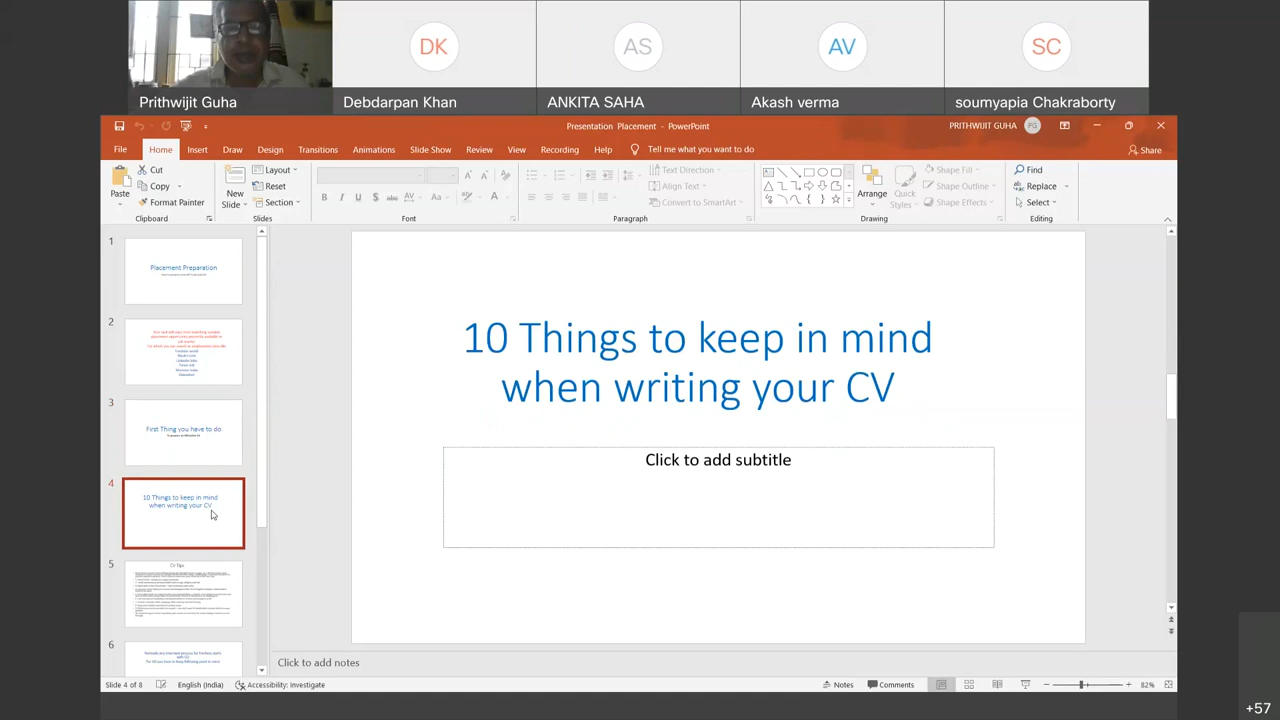 DK
AS
AV
SC
Prithwijit Guha
Debdarpan Khan
ANKITA SAHA
Akash verma
soumyapia Chakraborty
Presentation Placement - PowerPoint
PRITHWIJIT GUHA
PG
File
Home
Insert
Draw
Design
Transitions
Animations
Slide Show
Review
View
Recording
Help
Tell me what you want to do
Share
Paste
Cut
Copy
Format Painter
Clipboard
New
Slide
Layout
Reset
Section
Slides
Font
Text Direction
Align Text
Convert to SmartArt
Paragraph
Arrange
Quick
Styles
Shape Fill
Shape Outline
Shape Effects
Drawing
Find
Replace
Select
Editing
1
Placement Preparation
2
3
First Thing you have to do
4
10 Things to keep in mind
when writing your CV
5
CV Tips
6
10 Things to keep in mind
when writing your CV
Click to add subtitle
Click to add notes
Slide 4 of 8
English (India)
Accessibility: Investigate
Notes
Comments
82%
+57